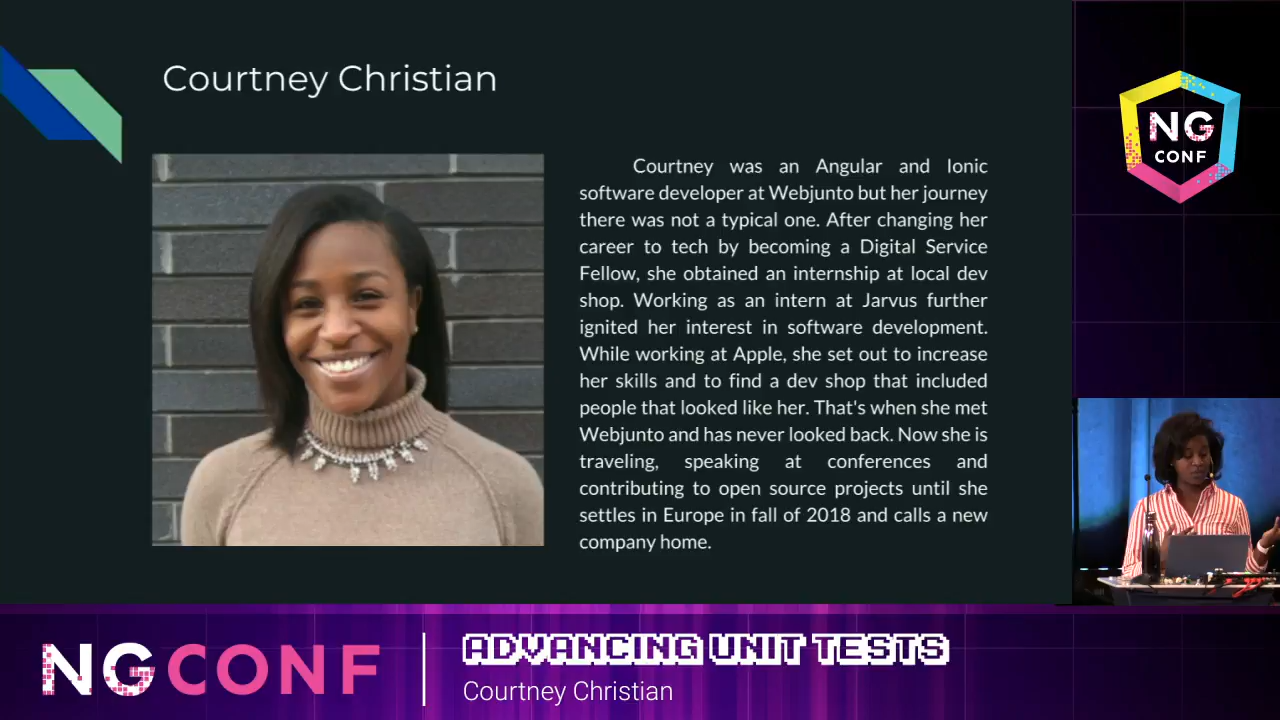 Courtney Christian
Courtney was an Angular and Ionic
software developer at Webjunto but her journey
there was not a typical one. After changing her
career to tech by becoming a Digital Service
Fellow, she obtained an internship at local dev
shop. Working as an intern at Jarvus further
ignited her interest in software development.
While working at Apple, she set out to increase
her skills and to find a dev shop that included
people that looked like her. That's when she met
Webjunto and has never looked back. Now she is
traveling, speaking at conferences and
contributing to open source projects until she
settles in Europe in fall of 2018 and calls a new
company home.
NG
CONF
NGCONF
ADVANCING UNIT TESTS
Courtney Christian